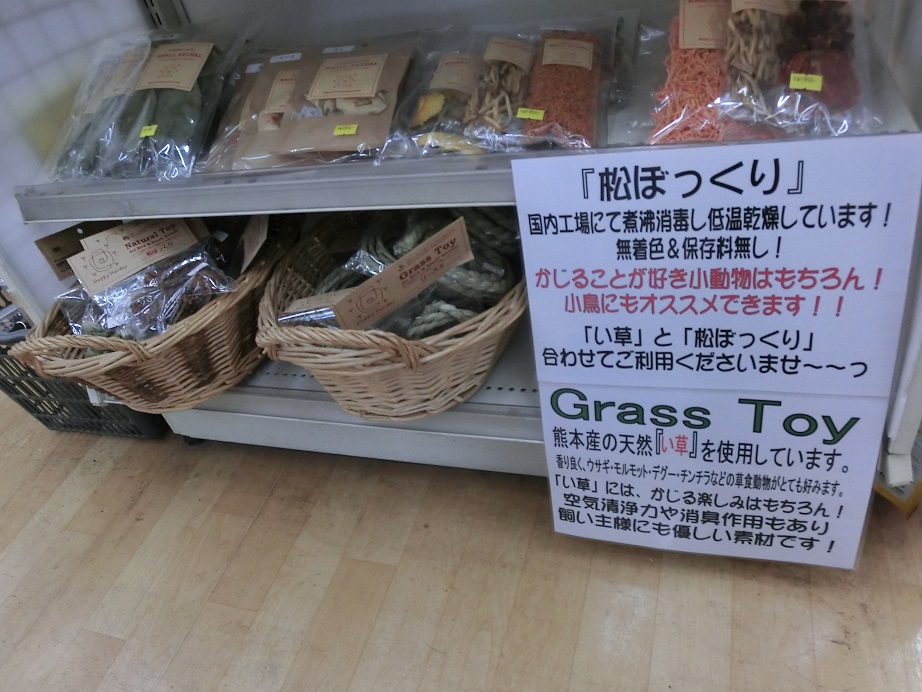 SMALL ANIMAL
Natural Toy
松ぼっくり
Grass Toy
『松ぼっくり』
国内工場にて煮沸消毒し低温乾燥しています！
無着色＆保存料無し！
かじることが好き小動物はもちろん！
小鳥にもオススメできます！！
「い草」と「松ぼっくり」
合わせてご利用くださいませ～～っ
Grass Toy
熊本産の天然『い草』を使用しています。
香り良く、ウサギ・モルモット・デグー・チンチラなどの草食動物がとても好みます。
「い草」には、かじる楽しみはもちろん！
空気清浄力や消臭作用もあり
飼い主様にも優しい素材です！